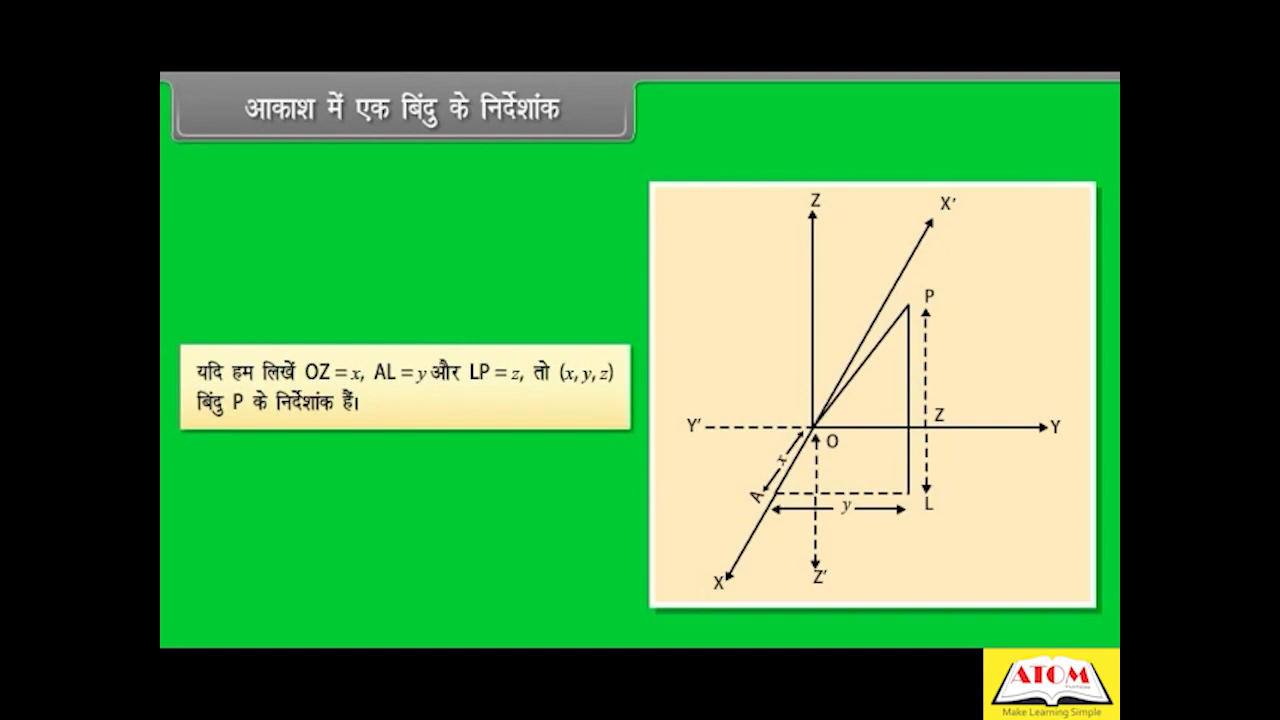 आकाश में एक बिंदु के निर्देशांक
यदि हम लिखें OZ = x, AL = y और LP = z, तो (x, y, z)
बिंदु P के निर्देशांक हैं।
Z
X′
P
Z
Y′
Y
O
x
A
y
L
X
Z′
ATOM
Make Learning Simple